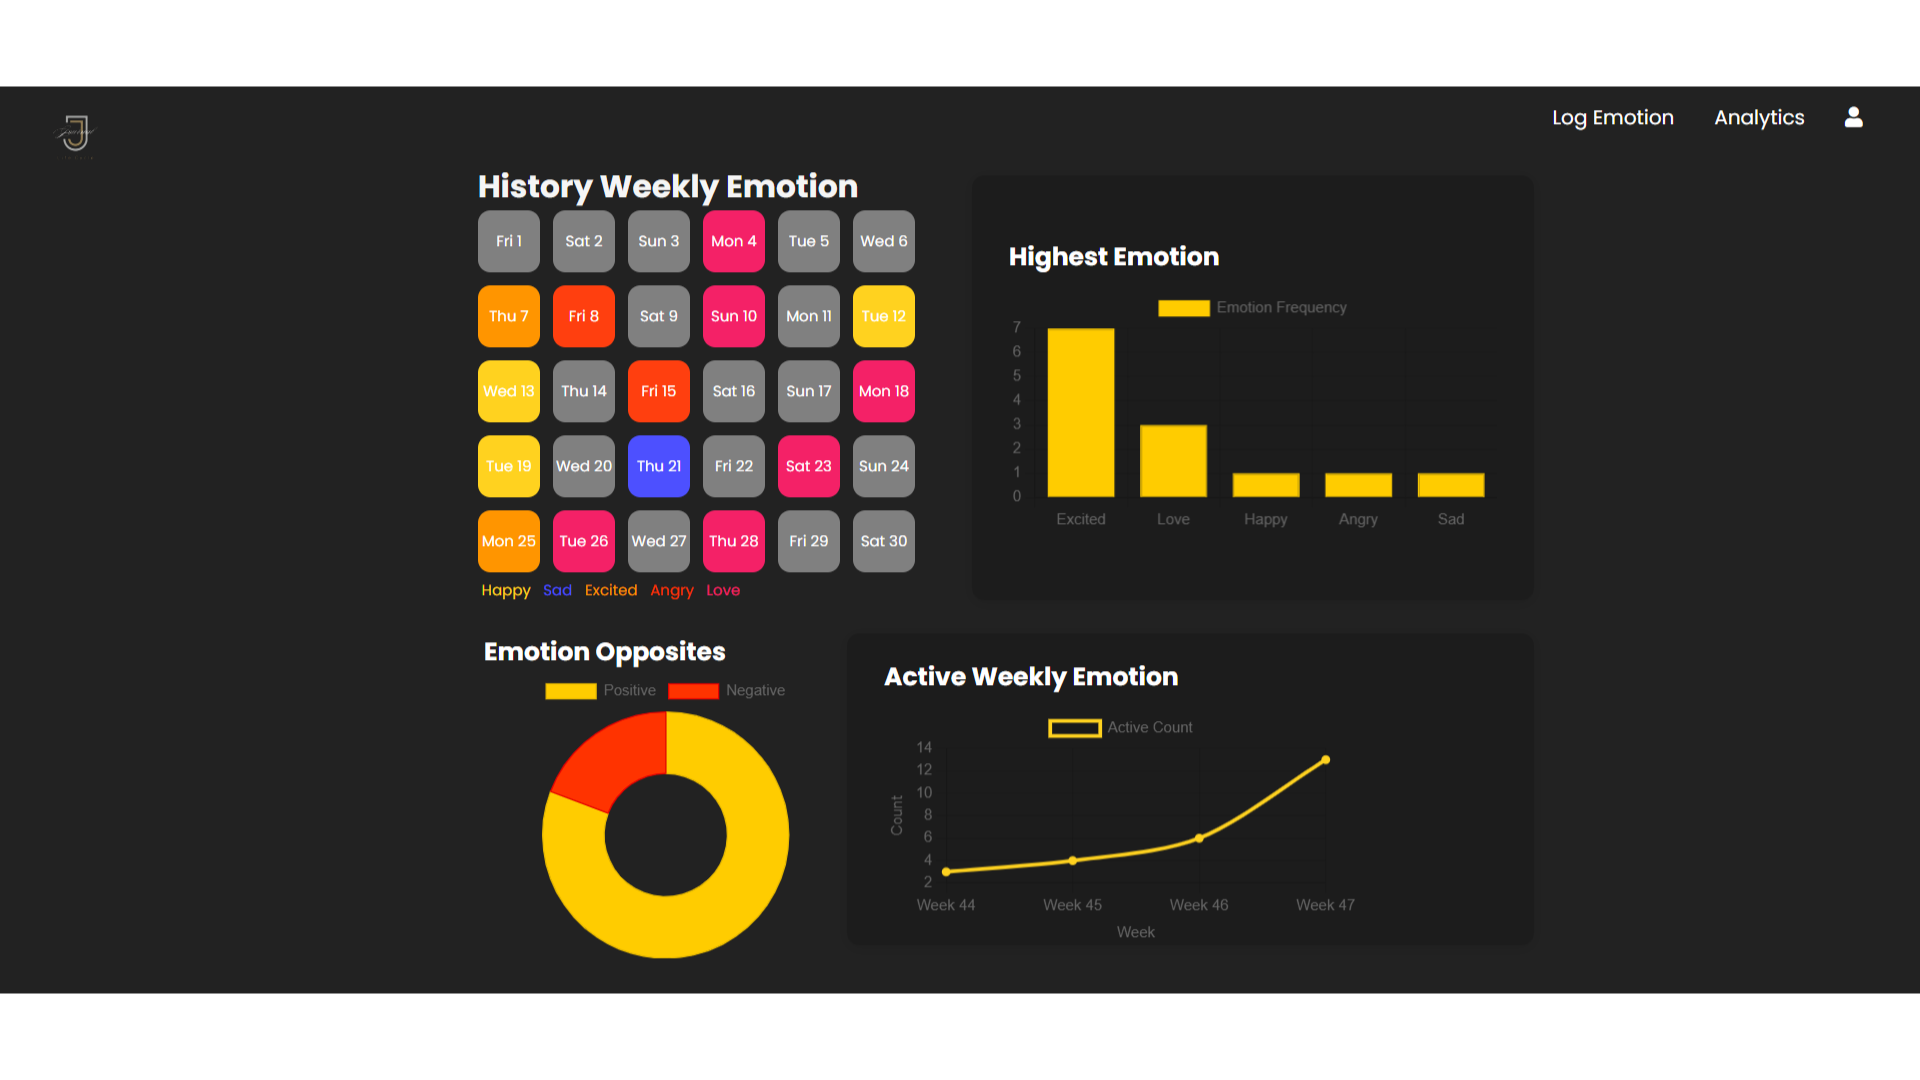 Log Emotion Analytics
History Weekly Emotion
Fri 1 Sat 2 Sun 3 Mon 4 Tue 5 Wed 6
Thu 7 Fri 8 Sat 9 Sun 10 Mon 11 Tue 12
Wed 13 Thu 14 Fri 15 Sat 16 Sun 17 Mon 18
Tue 19 Wed 20 Thu 21 Fri 22 Sat 23 Sun 24
Mon 25 Tue 26 Wed 27 Thu 28 Fri 29 Sat 30
Happy Sad Excited Angry Love
Highest Emotion
Emotion Frequency
7
6
5
4
3
2
1
0
Excited Love Happy Angry Sad
Emotion Opposites
Positive Negative
Active Weekly Emotion
Active Count
14
12
10
8
6
4
2
Count
Week 44 Week 45 Week 46 Week 47
Week